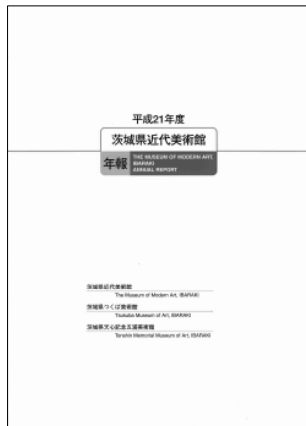 平成21年度
茨城県近代美術館
年報
THE MUSEUM OF MODERN ART,
IBARAKI
ANNUAL REPORT
茨城県近代美術館
The Museum of Modern Art, IBARAKI
茨城県つくば美術館
Tsukuba Museum of Art, IBARAKI
茨城県天心記念五浦美術館
Tenshin Memorial Museum of Art, IBARAKI